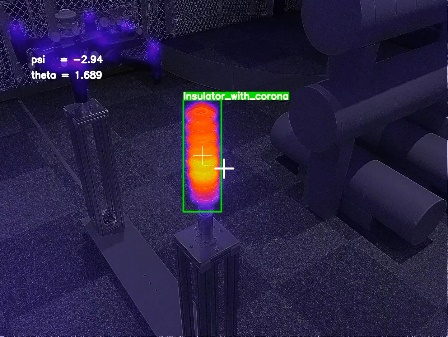 psi = -2.94
theta = 1.689
Insulator_with_corona